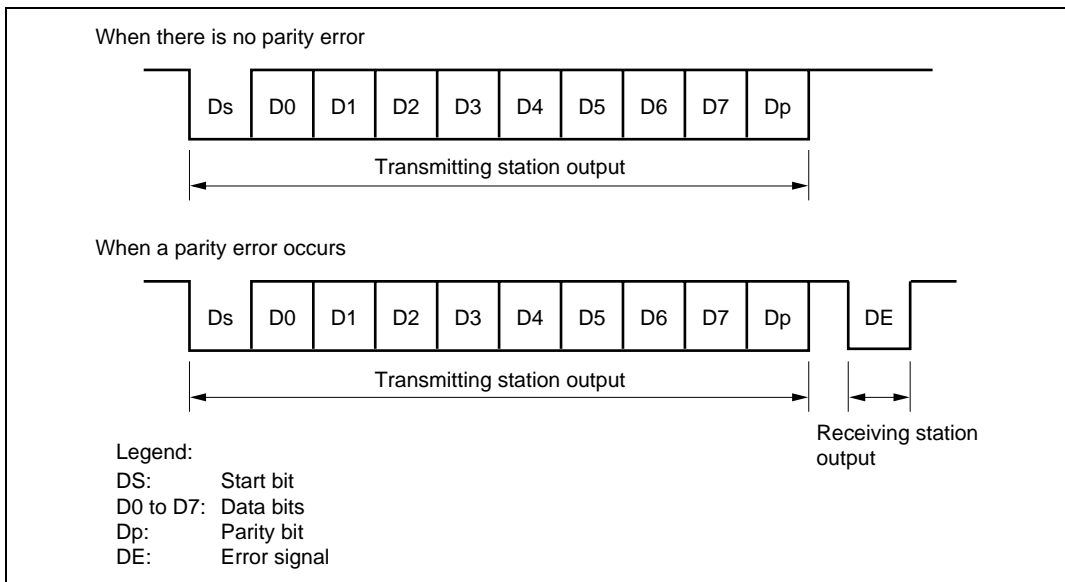 When there is no parity error
Ds D0 D1 D2 D3 D4 D5 D6 D7 Dp
Transmitting station output
When a parity error occurs
Ds D0 D1 D2 D3 D4 D5 D6 D7 Dp DE
Transmitting station output
Receiving station
output
Legend:
DS: Start bit
D0 to D7: Data bits
Dp: Parity bit
DE: Error signal